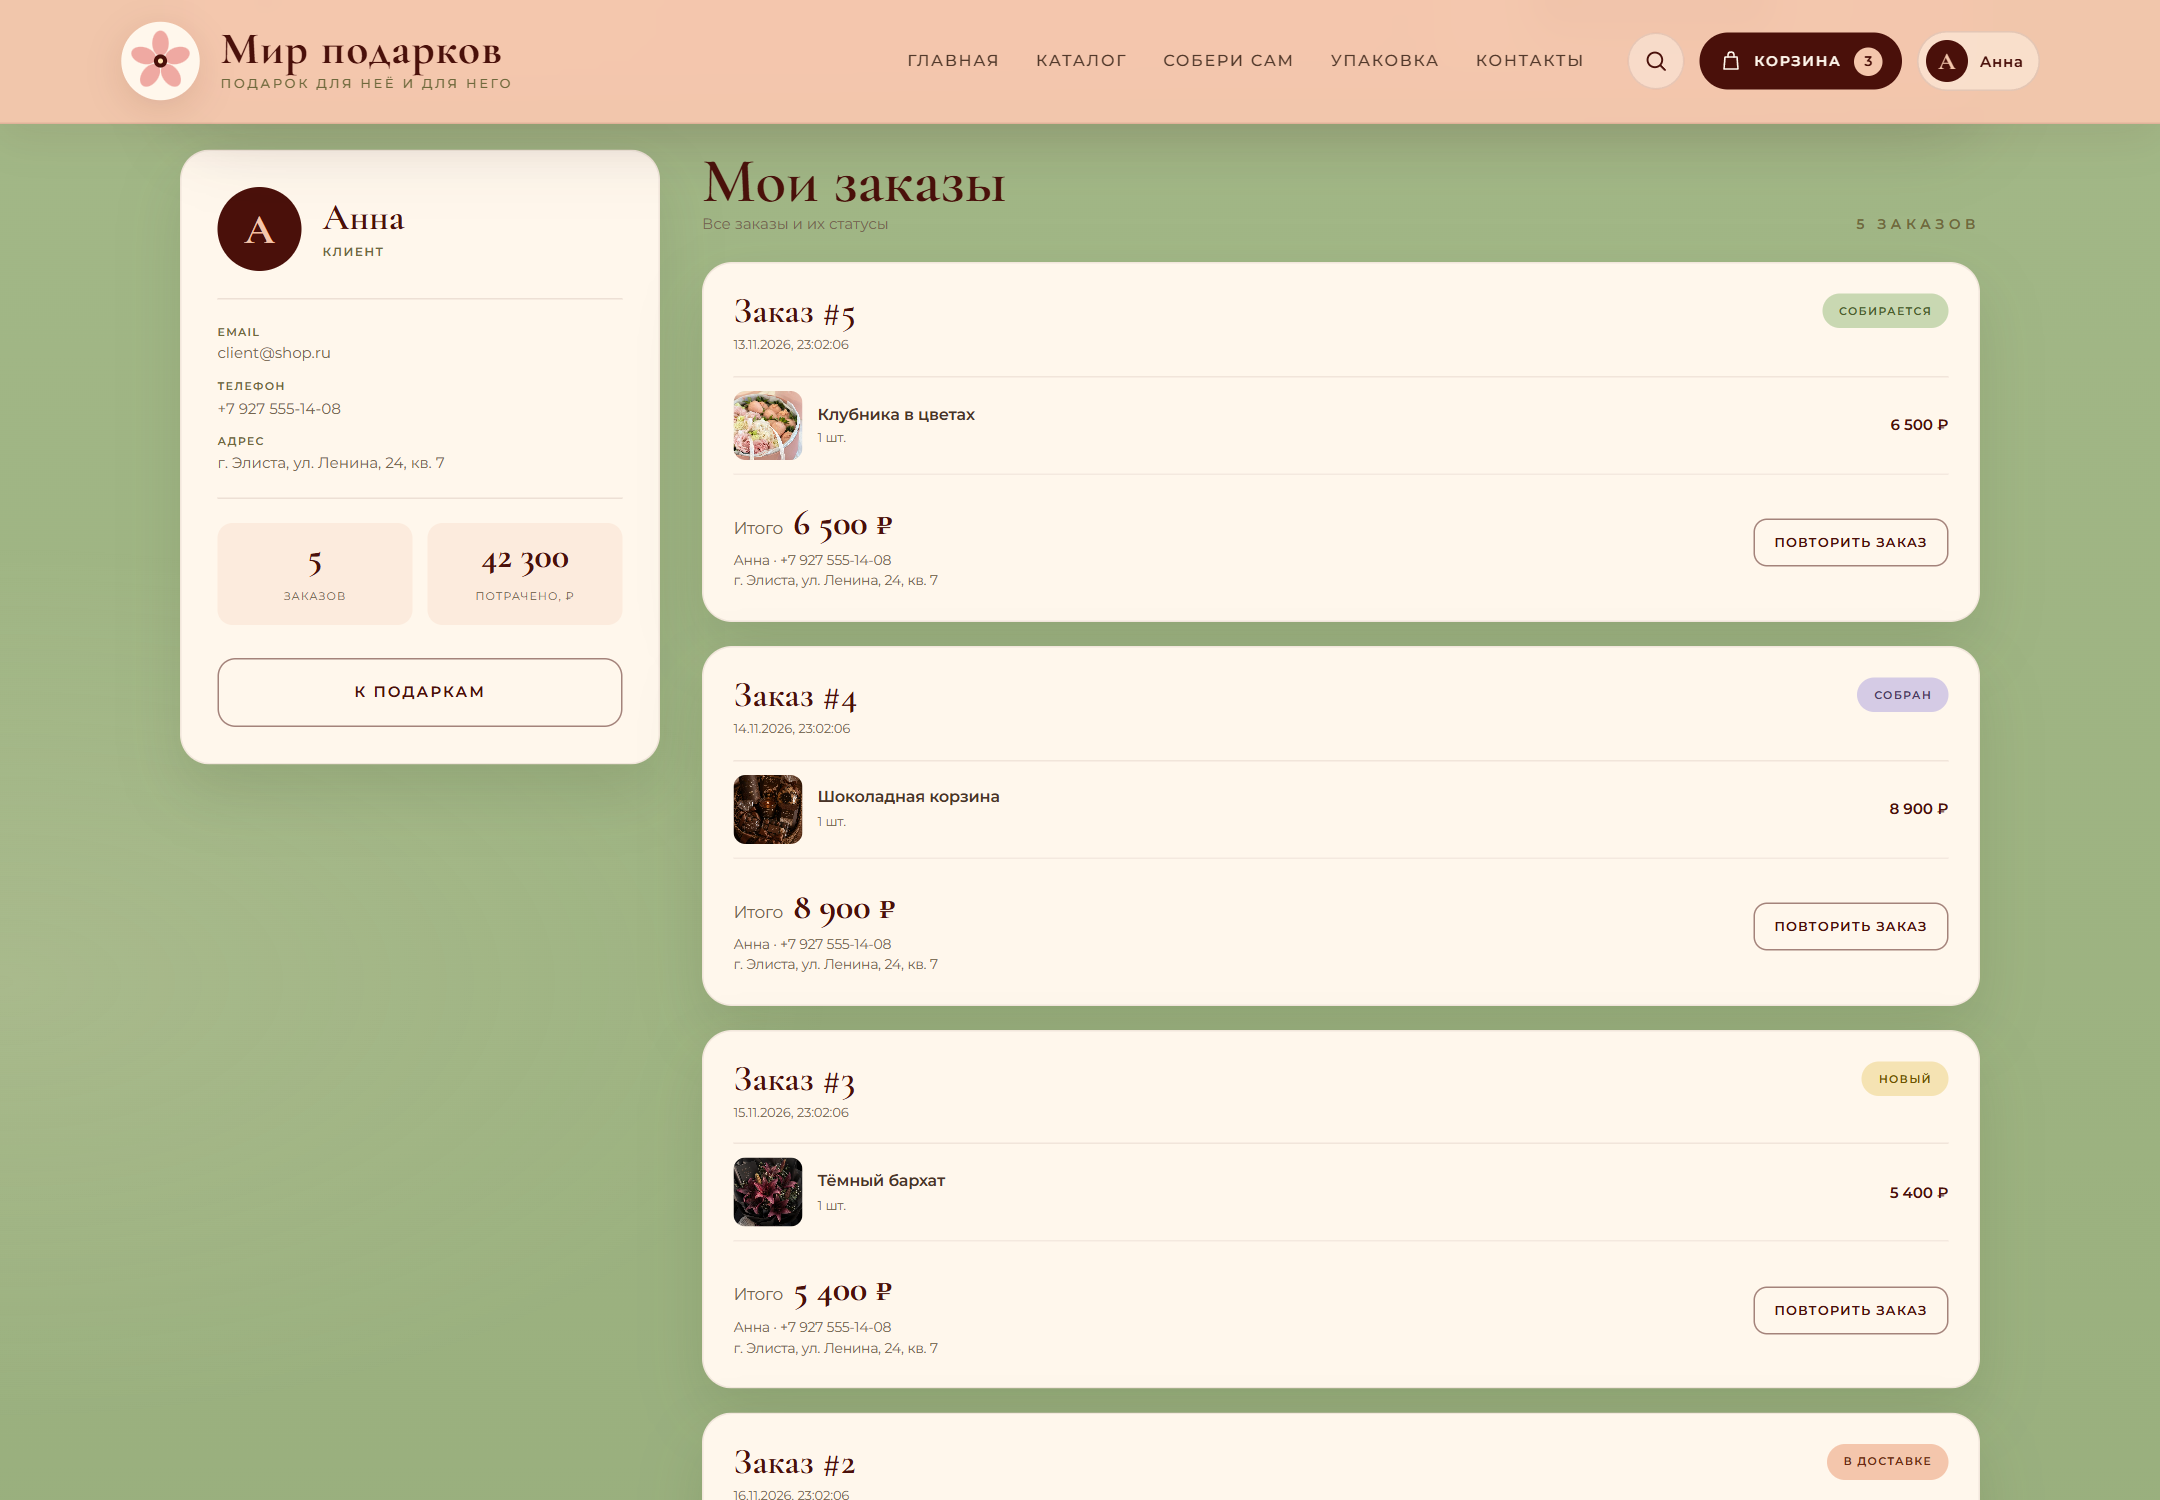 Мир подарков
ПОДАРОК ДЛЯ НЕЁ И ДЛЯ НЕГО
ГЛАВНАЯ КАТАЛОГ СОБЕРИ САМ УПАКОВКА КОНТАКТЫ
КОРЗИНА 3
А Анна
А
Анна
КЛИЕНТ
EMAIL
client@shop.ru
ТЕЛЕФОН
+7 927 555-14-08
АДРЕС
г. Элиста, ул. Ленина, 24, кв. 7
5
ЗАКАЗОВ
42 300
ПОТРАЧЕНО, ₽
К ПОДАРКАМ
Мои заказы
Все заказы и их статусы
5 ЗАКАЗОВ
Заказ #5
СОБИРАЕТСЯ
13.11.2026, 23:02:06
Клубника в цветах
1 шт.
6 500 ₽
Итого 6 500 ₽
Анна · +7 927 555-14-08
г. Элиста, ул. Ленина, 24, кв. 7
ПОВТОРИТЬ ЗАКАЗ
Заказ #4
СОБРАН
14.11.2026, 23:02:06
Шоколадная корзина
1 шт.
8 900 ₽
Итого 8 900 ₽
Анна · +7 927 555-14-08
г. Элиста, ул. Ленина, 24, кв. 7
ПОВТОРИТЬ ЗАКАЗ
Заказ #3
НОВЫЙ
15.11.2026, 23:02:06
Тёмный бархат
1 шт.
5 400 ₽
Итого 5 400 ₽
Анна · +7 927 555-14-08
г. Элиста, ул. Ленина, 24, кв. 7
ПОВТОРИТЬ ЗАКАЗ
Заказ #2
В ДОСТАВКЕ
16.11.2026, 23:02:06